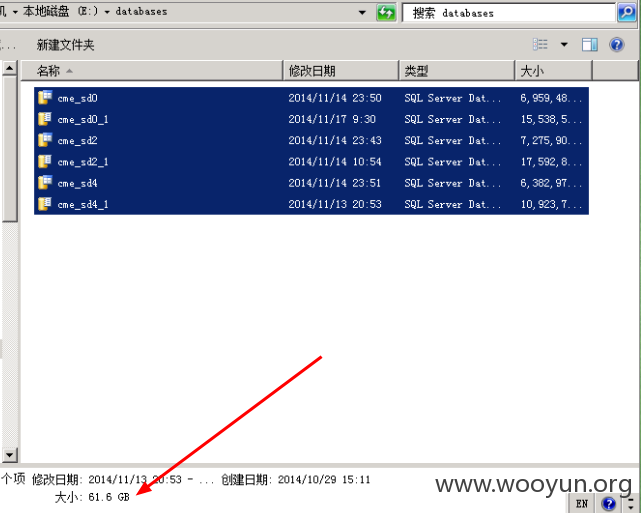 机 ▾ 本地磁盘 (E:) ▾ databases
搜索 databases
新建文件夹
名称 修改日期 类型 大小
cme_sd0 2014/11/14 23:50 SQL Server Dat... 6,959,48...
cme_sd0_1 2014/11/17 9:30 SQL Server Dat... 15,538,5...
cme_sd2 2014/11/14 23:43 SQL Server Dat... 7,275,90...
cme_sd2_1 2014/11/14 10:54 SQL Server Dat... 17,592,8...
cme_sd4 2014/11/14 23:51 SQL Server Dat... 6,382,97...
cme_sd4_1 2014/11/13 20:53 SQL Server Dat... 10,923,7...
个项 修改日期: 2014/11/13 20:53 - ... 创建日期: 2014/10/29 15:11
大小: 61.6 GB
www.wooyun.org
EN